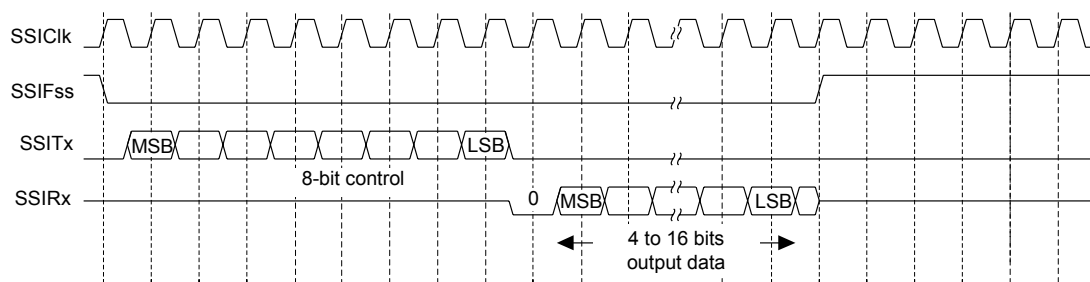 SSIClk
SSIFss
SSITx
MSB
LSB
8-bit control
SSIRx
0
MSB
LSB
4 to 16 bits
output data